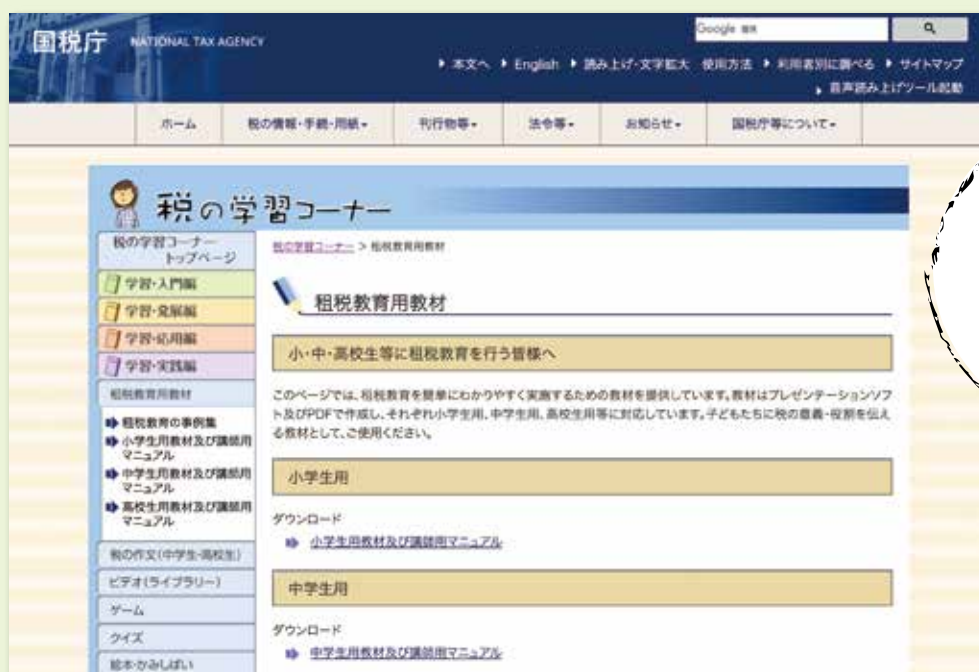 国税庁 NATIONAL TAX AGENCY
Google 検索
本文へ English 読み上げ・文字拡大 使用方法 利用者別に調べる サイトマップ
音声読み上げツール起動
ホーム 税の情報・手続・用紙 刊行物等 法令等 お知らせ 国税庁等について
税の学習コーナー
税の学習コーナー
トップページ
学習・入門編
学習・発展編
学習・応用編
学習・実践編
租税教育用教材
租税教育の事例集
小学生用教材及び講師用
マニュアル
中学生用教材及び講師用
マニュアル
高校生用教材及び講師用
マニュアル
税の作文(中学生・高校生)
ビデオ(ライブラリー)
ゲーム
クイズ
絵本・かみしばい
税の学習コーナー > 租税教育用教材
租税教育用教材
小・中・高校生等に租税教育を行う皆様へ
このページでは、租税教育を簡単にわかりやすく実施するための教材を提供しています。教材はプレゼンテーションソフ
ト及びPDFで作成し、それぞれ小学生用、中学生用、高校生用等に対応しています。子どもたちに税の意義・役割を伝え
る教材として、ご使用ください。
小学生用
ダウンロード
小学生用教材及び講師用マニュアル
中学生用
ダウンロード
中学生用教材及び講師用マニュアル